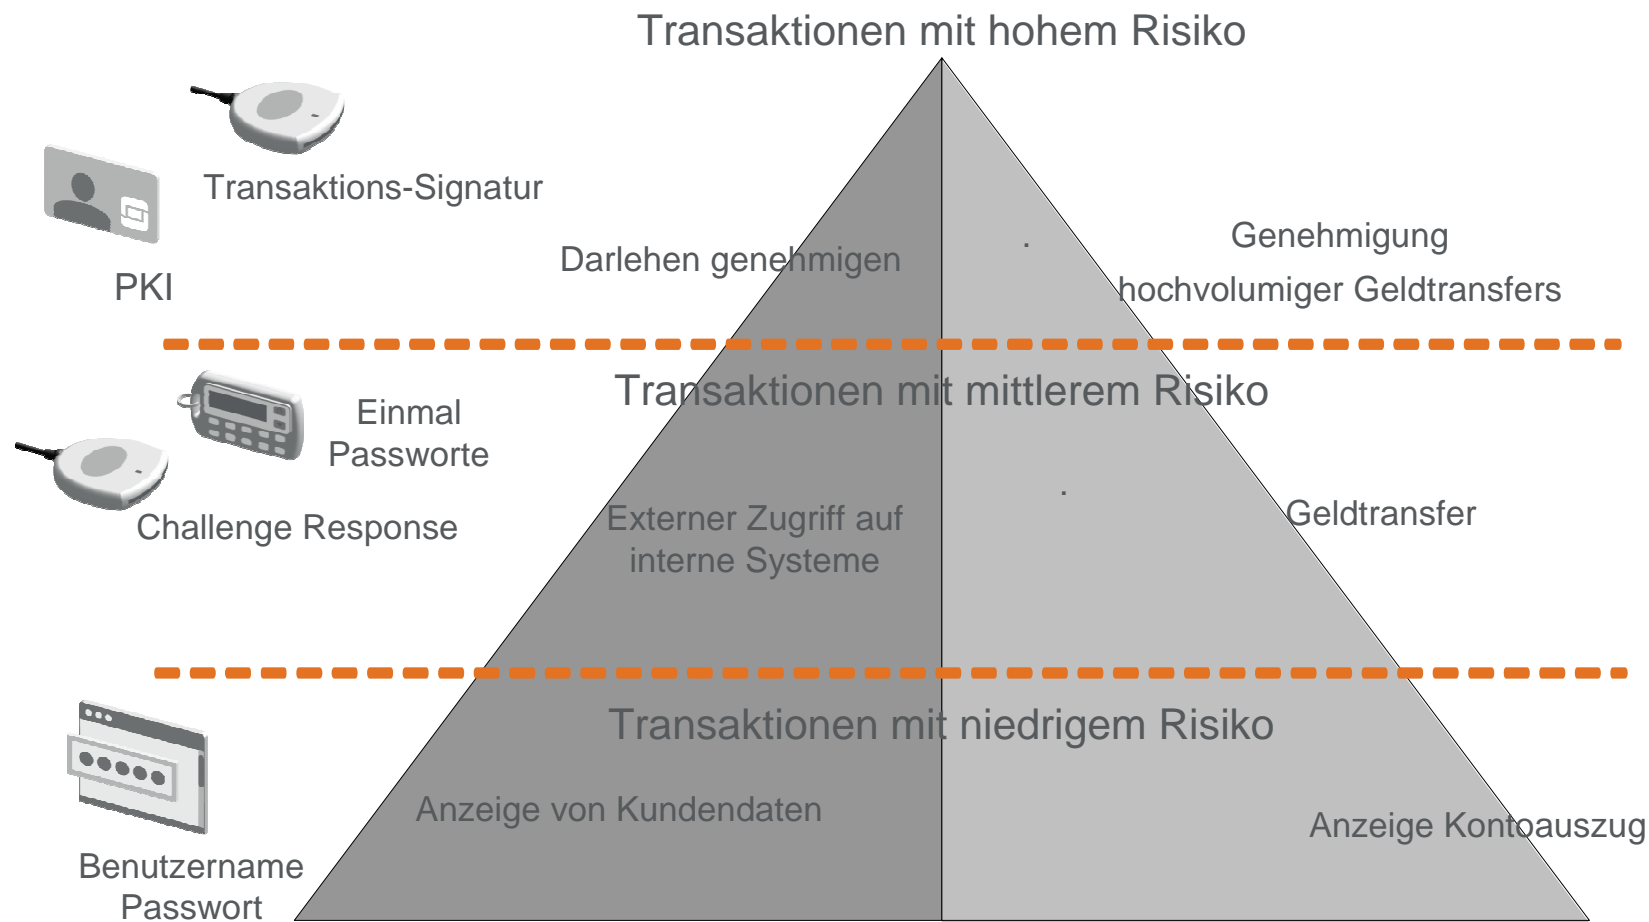 Transaktionen mit hohem Risiko
Transaktions-Signatur
PKI
Darlehen genehmigen
.
Genehmigung
hochvolumiger Geldtransfers
Transaktionen mit mittlerem Risiko
Einmal
Passworte
Challenge Response
Externer Zugriff auf
interne Systeme
.
Geldtransfer
Transaktionen mit niedrigem Risiko
Anzeige von Kundendaten
Anzeige Kontoauszug
Benutzername
Passwort